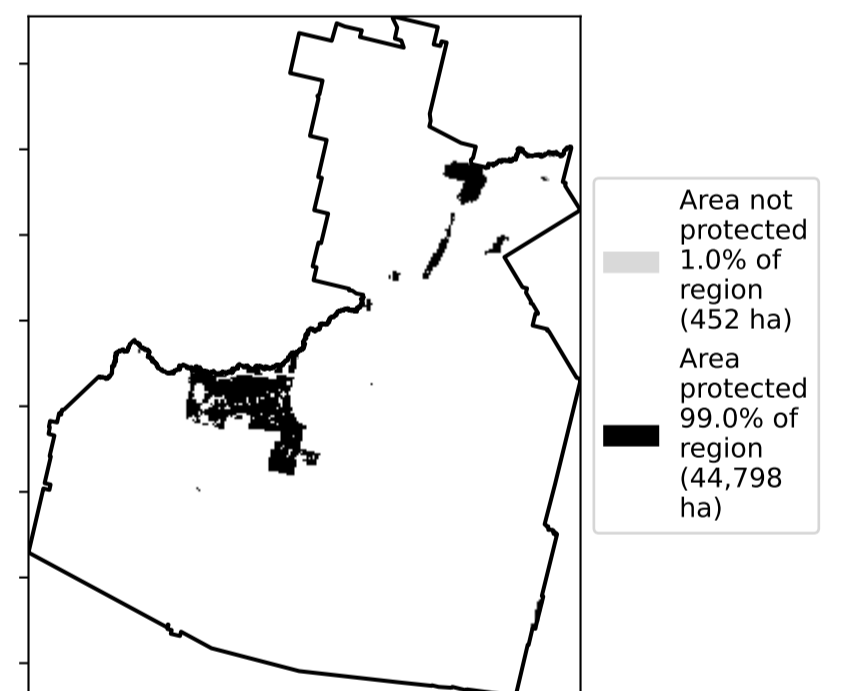 Area not
protected
1.0% of
region
(452 ha)
Area
protected
99.0% of
region
(44,798
ha)